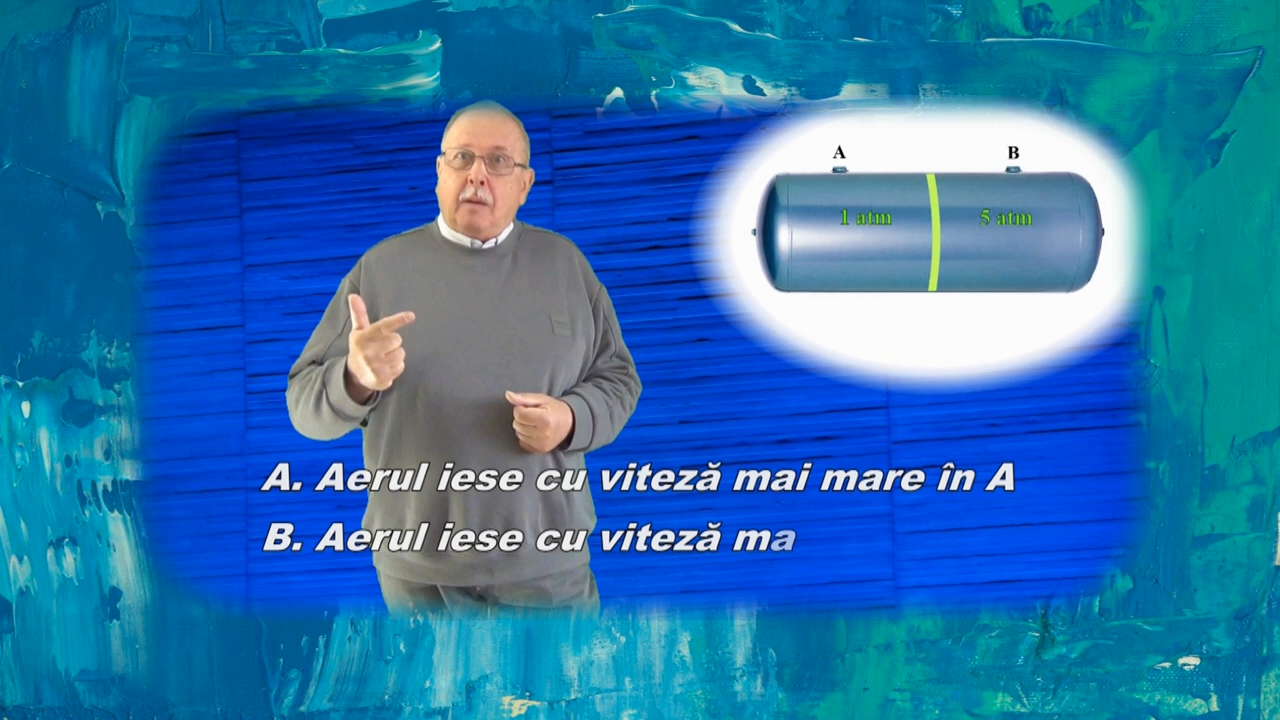 A B
1 atm 5 atm
A. Aerul iese cu viteză mai mare în A
B. Aerul iese cu viteză ma